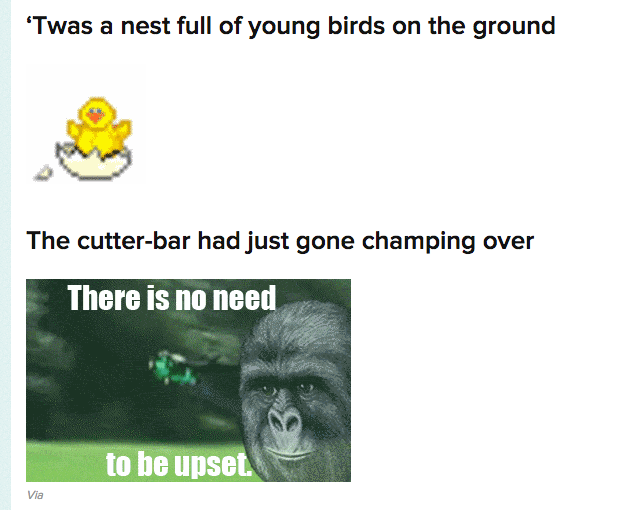 ‘Twas a nest full of young birds on the ground
The cutter-bar had just gone champing over
There is no need
to be upset.
Via